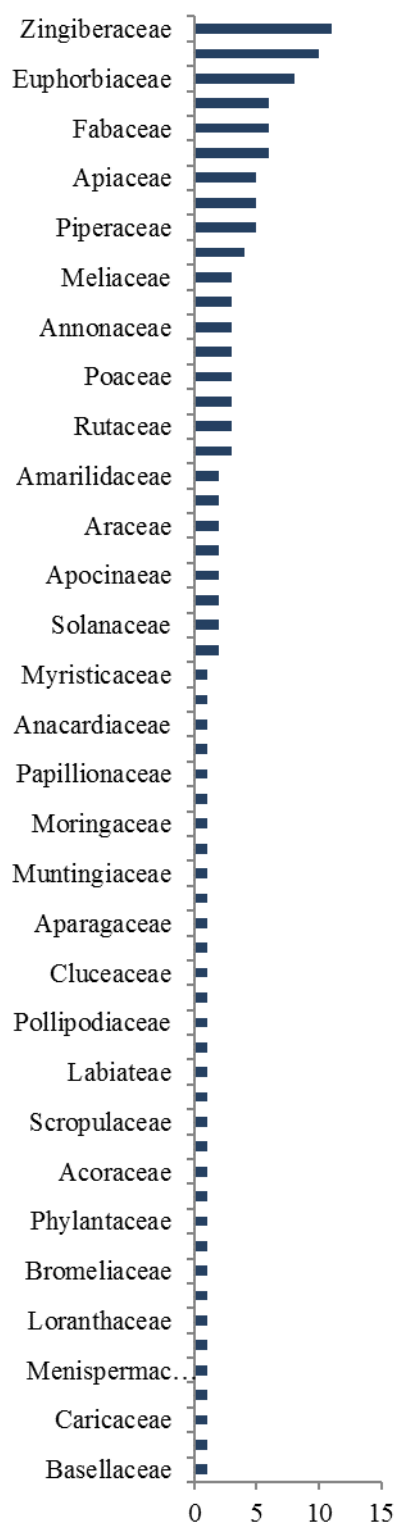 Zingiberaceae
Euphorbiaceae
Fabaceae
Apiaceae
Piperaceae
Meliaceae
Annonaceae
Poaceae
Rutaceae
Amarilidaceae
Araceae
Apocinaeae
Solanaceae
Myristicaceae
Anacardiaceae
Papillionaceae
Moringaceae
Muntingiaceae
Aparagaceae
Cluceaceae
Pollipodiaceae
Labiateae
Scropulaceae
Acoraceae
Phylantaceae
Bromeliaceae
Loranthaceae
Menispermac…
Caricaceae
Basellaceae
0 5 10 15